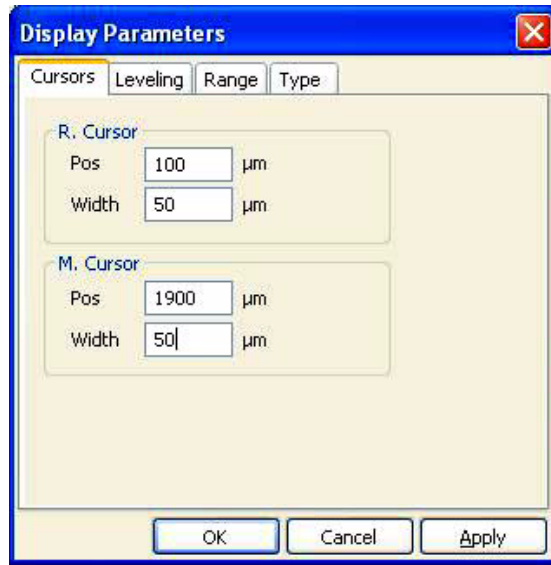 Display Parameters
Cursors Leveling Range Type
R. Cursor
Pos 100 µm
Width 50 µm
M. Cursor
Pos 1900 µm
Width 50 µm
OK Cancel Apply